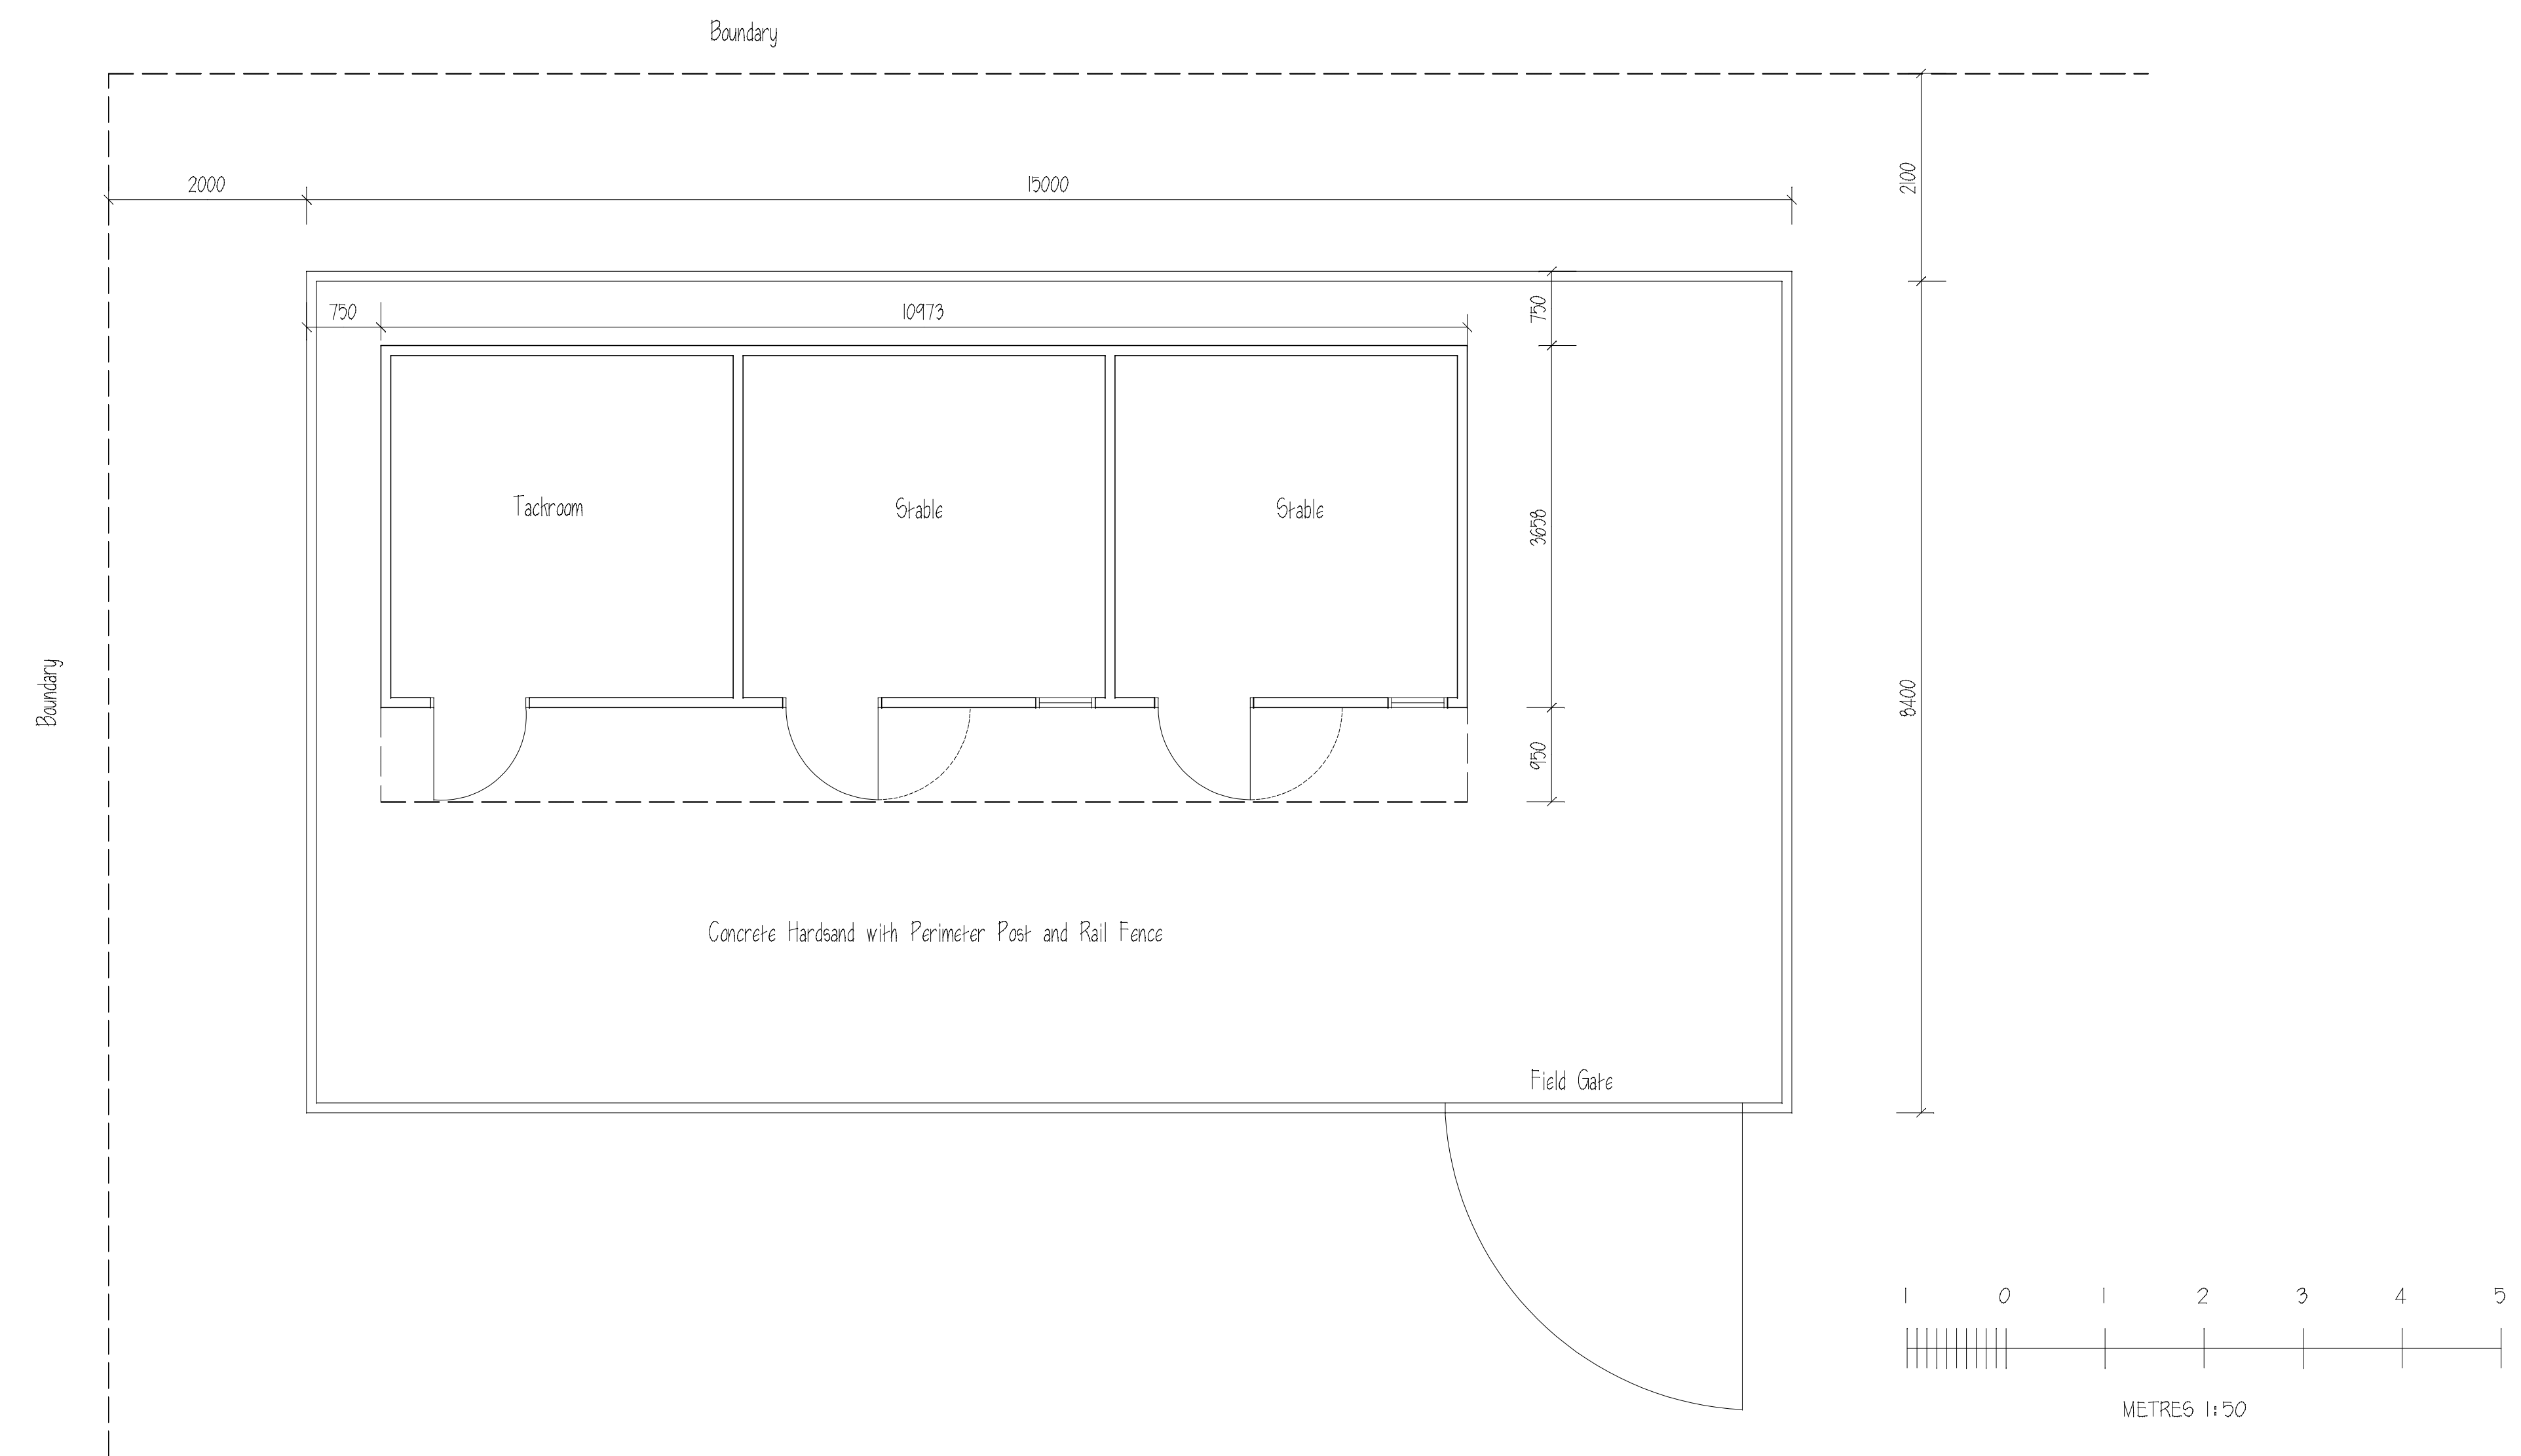 Boundary
2000
15000
2100
750
10973
750
Tackroom
Stable
Stable
3658
Boundary
8400
950
Concrete Hardsand with Perimeter Post and Rail Fence
Field Gate
1 0 1 2 3 4 5
METRES 1:50